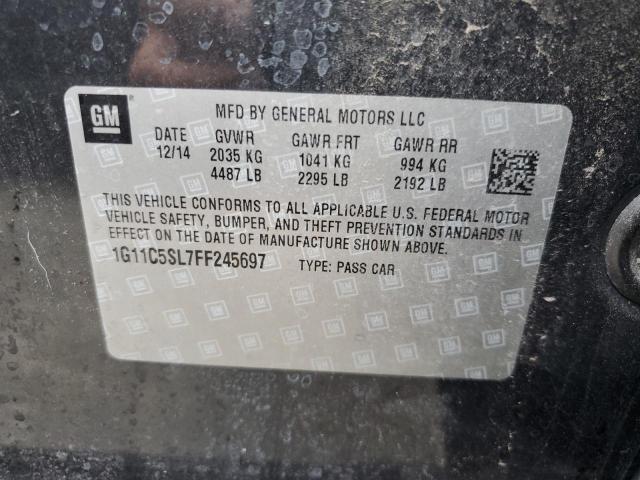 GM
MFD BY GENERAL MOTORS LLC
DATE GVWR GAWR FRT GAWR RR
12/14 2035 KG 1041 KG 994 KG
4487 LB 2295 LB 2192 LB
THIS VEHICLE CONFORMS TO ALL APPLICABLE U.S. FEDERAL MOTOR
VEHICLE SAFETY, BUMPER, AND THEFT PREVENTION STANDARDS
IN EFFECT ON THE DATE OF MANUFACTURE SHOWN ABOVE.
1G11C5SL7FF245697 TYPE: PASS CAR